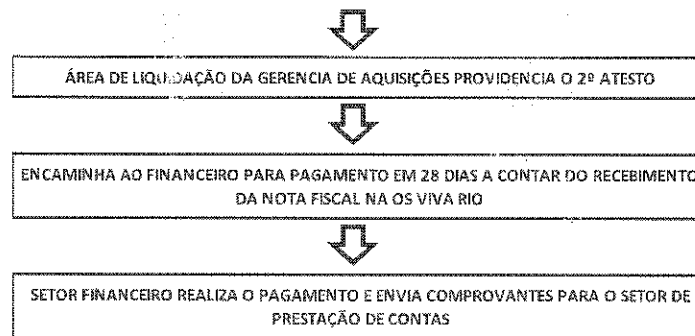 ÁREA DE LIQUIDAÇÃO DA GERENCIA DE AQUISIÇÕES PROVIDENCIA O 2º ATESTO
ENCAMINHA AO FINANCEIRO PARA PAGAMENTO EM 28 DIAS A CONTAR DO RECEBIMENTO
DA NOTA FISCAL NA OS VIVA RIO
SETOR FINANCEIRO REALIZA O PAGAMENTO E ENVIA COMPROVANTES PARA O SETOR DE
PRESTAÇÃO DE CONTAS